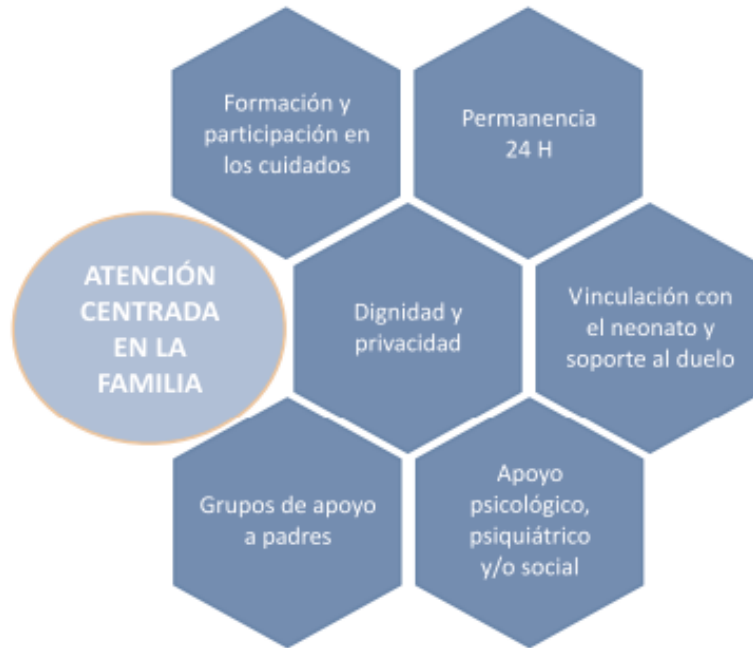 Formación y
participación en
los cuidados
Permanencia
24 H
ATENCIÓN
CENTRADA
EN LA
FAMILIA
Dignidad y
privacidad
Vinculación con
el neonato y
soporte al duelo
Grupos de apoyo
a padres
Apoyo
psicológico,
psiquiátrico
y/o social